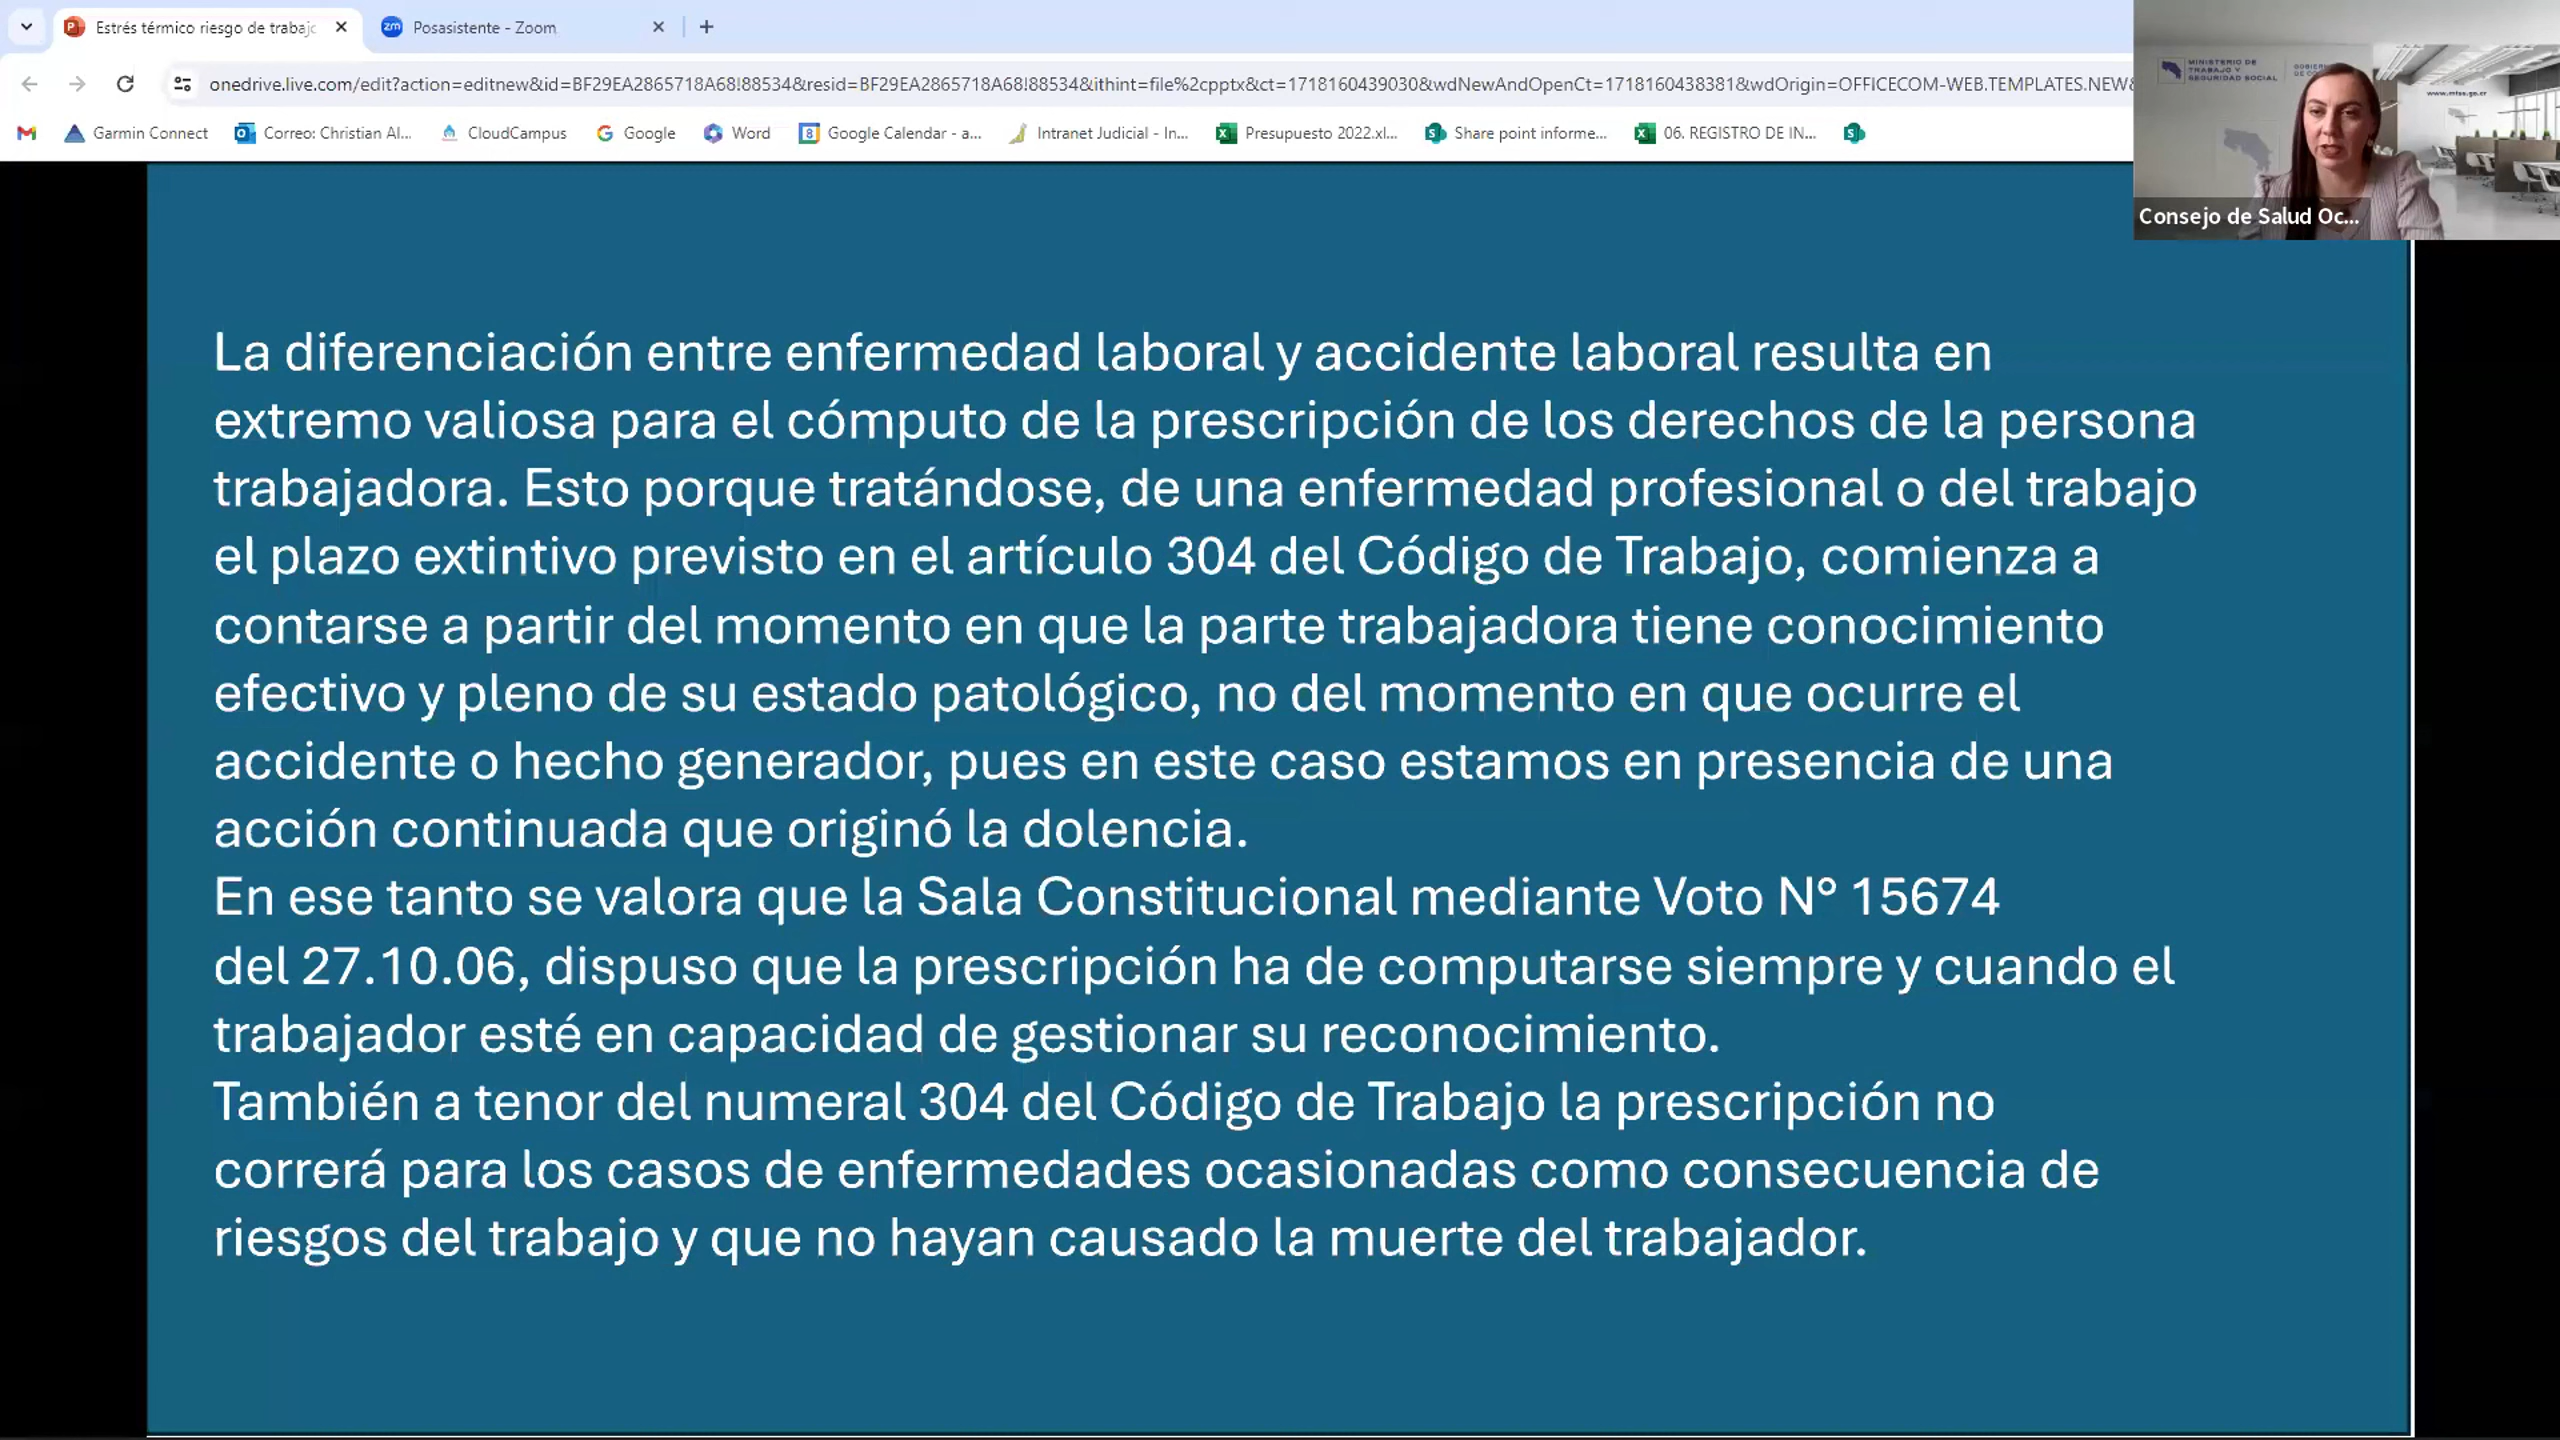 Estrés térmico riesgo de trabajo
Posasistente - Zoom
onedrive.live.com/edit?action=editnew&id=BF29EA2865718A68!88534&resid=BF29EA2865718A68!88534&ithint=file%2cpptx&ct=1718160439030&wdNewAndOpenCt=1718160438381&wdOrigin=OFFICECOM-WEB.TEMPLATES.NEW&
Garmin Connect
Correo: Christian Al...
CloudCampus
Google
Word
Google Calendar - a...
Intranet Judicial - In...
Presupuesto 2022.xl...
Share point informe...
06. REGISTRO DE IN...
MINISTERIO DE
TRABAJO Y
SEGURIDAD SOCIAL
www.mtss.go.cr
Consejo de Salud Oc...
La diferenciación entre enfermedad laboral y accidente laboral resulta en
extremo valiosa para el cómputo de la prescripción de los derechos de la persona
trabajadora. Esto porque tratándose, de una enfermedad profesional o del trabajo
el plazo extintivo previsto en el artículo 304 del Código de Trabajo, comienza a
contarse a partir del momento en que la parte trabajadora tiene conocimiento
efectivo y pleno de su estado patológico, no del momento en que ocurre el
accidente o hecho generador, pues en este caso estamos en presencia de una
acción continuada que originó la dolencia.
En ese tanto se valora que la Sala Constitucional mediante Voto N° 15674
del 27.10.06, dispuso que la prescripción ha de computarse siempre y cuando el
trabajador esté en capacidad de gestionar su reconocimiento.
También a tenor del numeral 304 del Código de Trabajo la prescripción no
correrá para los casos de enfermedades ocasionadas como consecuencia de
riesgos del trabajo y que no hayan causado la muerte del trabajador.